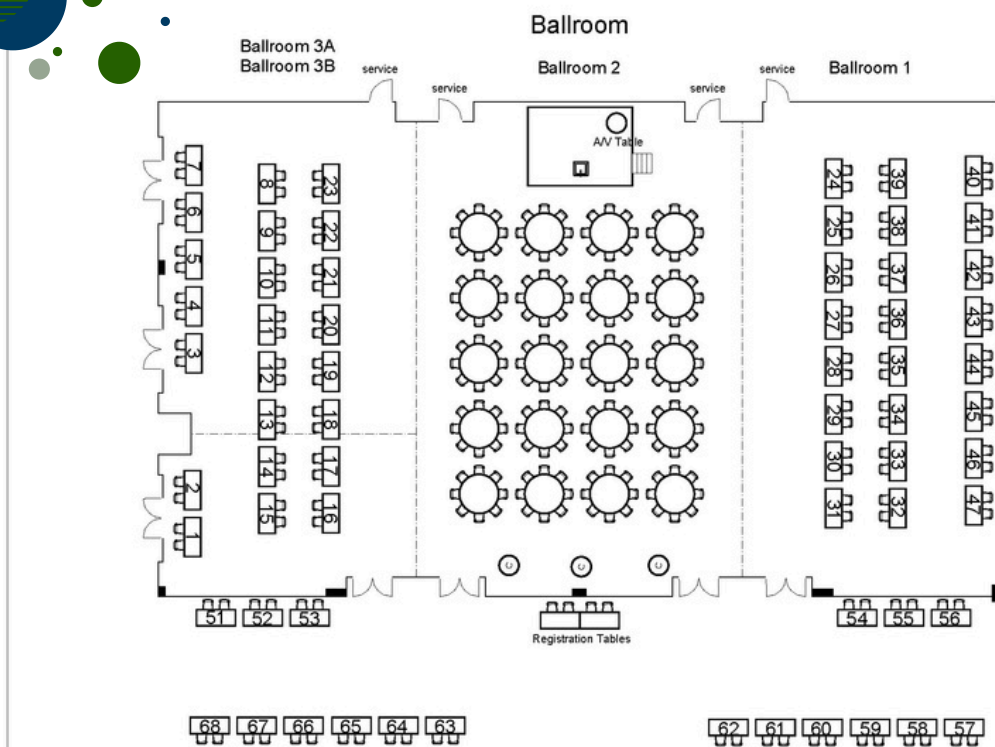 Ballroom
Ballroom 3A
Ballroom 3B
Ballroom 2
Ballroom 1
service
service
service
service
A/V Table
7
6
5
4
3
2
1
8
9
10
11
12
13
14
15
23
22
21
20
19
18
17
16
24
25
26
27
28
29
30
31
39
38
37
36
35
34
33
32
40
41
42
43
44
45
46
47
C
C
C
51 52 53
54 55 56
Registration Tables
68 67 66 65 64 63
62 61 60 59 58 57